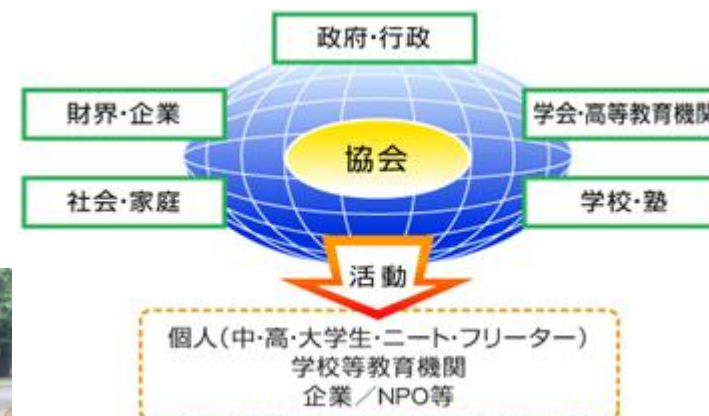 政府・行政
財界・企業
学会・高等教育機関
協会
社会・家庭
学校・塾
活動
個人(中・高・大学生・ニート・フリーター)
学校等教育機関
企業／NPO等